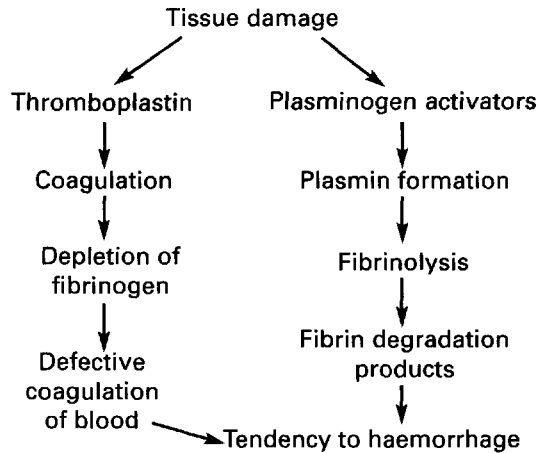 Tissue damage
Thromboplastin
Plasminogen activators
Coagulation
Plasmin formation
Depletion of
fibrinogen
Fibrinolysis
Defective
coagulation
of blood
Fibrin degradation
products
Tendency to haemorrhage